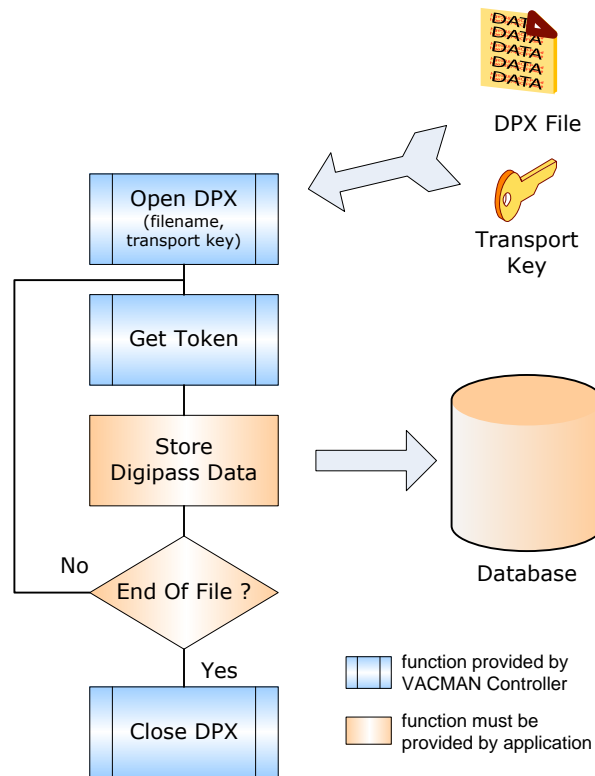 DATA
DATA
DATA
DATA
DATA
DPX File
Transport
Key
Open DPX
(filename,
transport key)
Get Token
Store
Digipass Data
Database
No
End Of File ?
Yes
Close DPX
function provided by
VACMAN Controller
function must be
provided by application